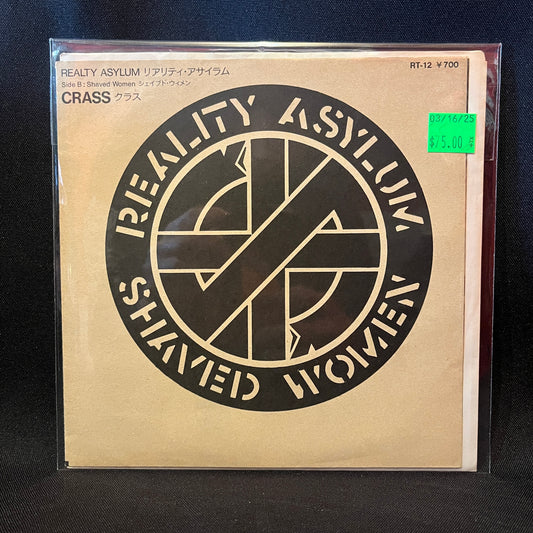 REALTY ASYLUM リアリティ・アサイラム
Side B: Shaved Women シェイブド・ウィメン
CRASS クラス
RT-12 ¥700
03/16/25
$75.00
REALITY ASYLUM
SHAVED WOMEN